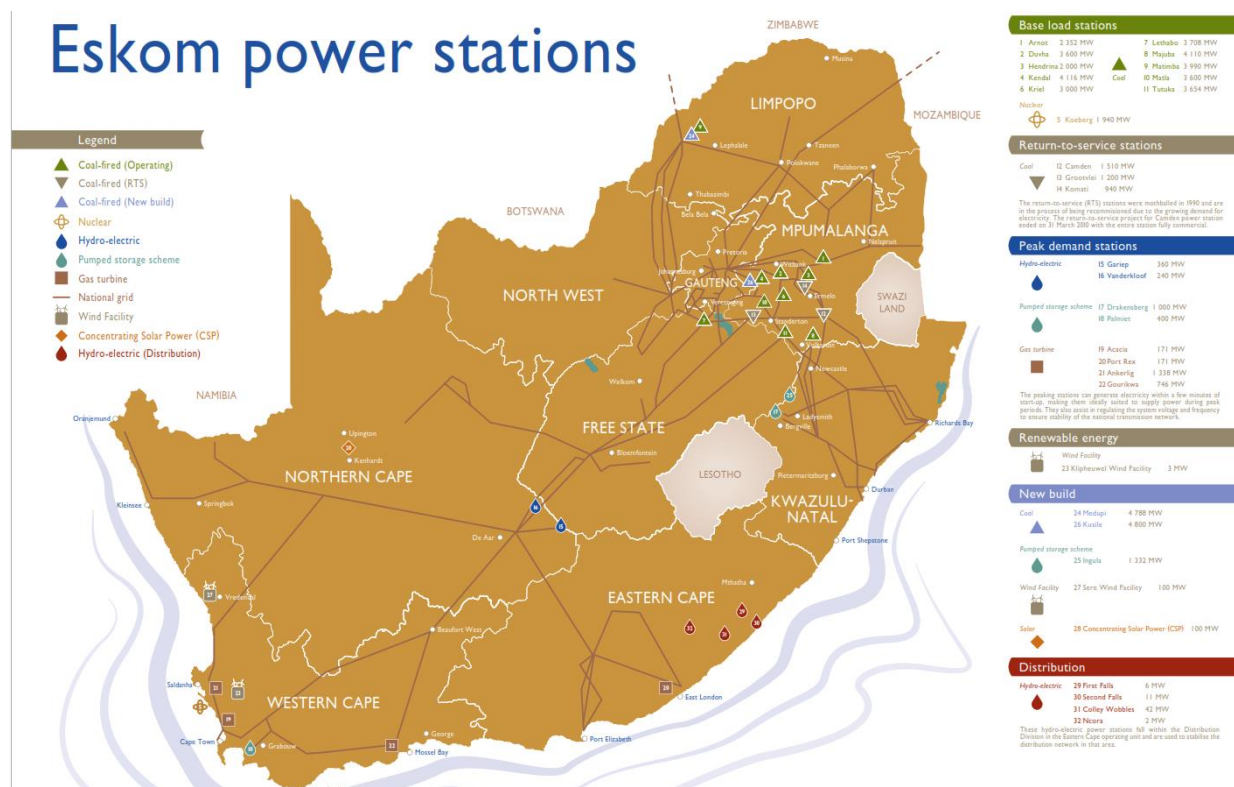 Eskom power stations
Legend
Coal-fired (Operating)
Coal-fired (RTS)
Coal-fired (New build)
Nuclear
Hydro-electric
Pumped storage scheme
Gas turbine
National grid
Wind Facility
Concentrating Solar Power (CSP)
Hydro-electric (Distribution)
ZIMBABWE
Musina
LIMPOPO
MOZAMBIQUE
9
24
Lephalale
Tzaneen
Polokwane
Phalaborwa
Thabazimbi
Bela Bela
BOTSWANA
MPUMALANGA
Nelspruit
Pretoria
Witbank
Johannesburg
GAUTENG
Vereeniging
Ermelo
Standerton
SWAZI
LAND
NORTH WEST
Volksrust
Newcastle
Welkom
NAMIBIA
Oranjemund
Upington
28
Kenhardt
FREE STATE
Bloemfontein
25
17
Ladysmith
Bergville
Richards Bay
NORTHERN CAPE
LESOTHO
Pietermaritzburg
KWAZULU-
NATAL
Durban
Kleinsee
Springbok
16
15
De Aar
Port Shepstone
Mthatha
EASTERN CAPE
27
Vredendal
29
30
31
32
Beaufort West
Saldanha
21
23
WESTERN CAPE
20
East London
19
Cape Town
18
Grabouw
George
22
Mossel Bay
Port Elizabeth
Base load stations
1 Arnot 2 352 MW
2 Duvha 3 600 MW
3 Hendrina 2 000 MW
4 Kendal 4 116 MW
6 Kriel 3 000 MW
Coal
7 Lethabo 3 708 MW
8 Majuba 4 110 MW
9 Matimba 3 990 MW
10 Matla 3 600 MW
11 Tutuka 3 654 MW
Nuclear
5 Koeberg 1 940 MW
Return-to-service stations
Coal 12 Camden 1 510 MW
13 Grootvlei 1 200 MW
14 Komati 940 MW
The return-to-service (RTS) stations were mothballed in 1990 and are
in the process of being recommissioned due to the growing demand for
electricity. The return-to-service project for Camden power station
ended on 31 March 2010 with the entire station fully commercial.
Peak demand stations
Hydro-electric 15 Gariep 360 MW
16 Vanderkloof 240 MW
Pumped storage scheme 17 Drakensberg 1 000 MW
18 Palmiet 400 MW
Gas turbine 19 Acacia 171 MW
20 Port Rex 171 MW
21 Ankerlig 1 338 MW
22 Gourikwa 746 MW
The peaking stations can generate electricity within a few minutes of
start-up, making them ideally suited to supply power during peak
periods. They also assist in regulating the system voltage and frequency
to ensure stability of the national transmission network.
Renewable energy
Wind Facility
23 Klipheuwel Wind Facility 3 MW
New build
Coal 24 Medupi 4 788 MW
26 Kusile 4 800 MW
Pumped storage scheme
25 Ingula 1 332 MW
Wind Facility 27 Sere Wind Facility 100 MW
Solar 28 Concentrating Solar Power (CSP) 100 MW
Distribution
Hydro-electric 29 First Falls 6 MW
30 Second Falls 11 MW
31 Colley Wobbles 42 MW
32 Ncora 2 MW
These hydro-electric power stations fall within the Distribution
Division in the Eastern Cape operating unit and are used to stabilise the
distribution network in that area.